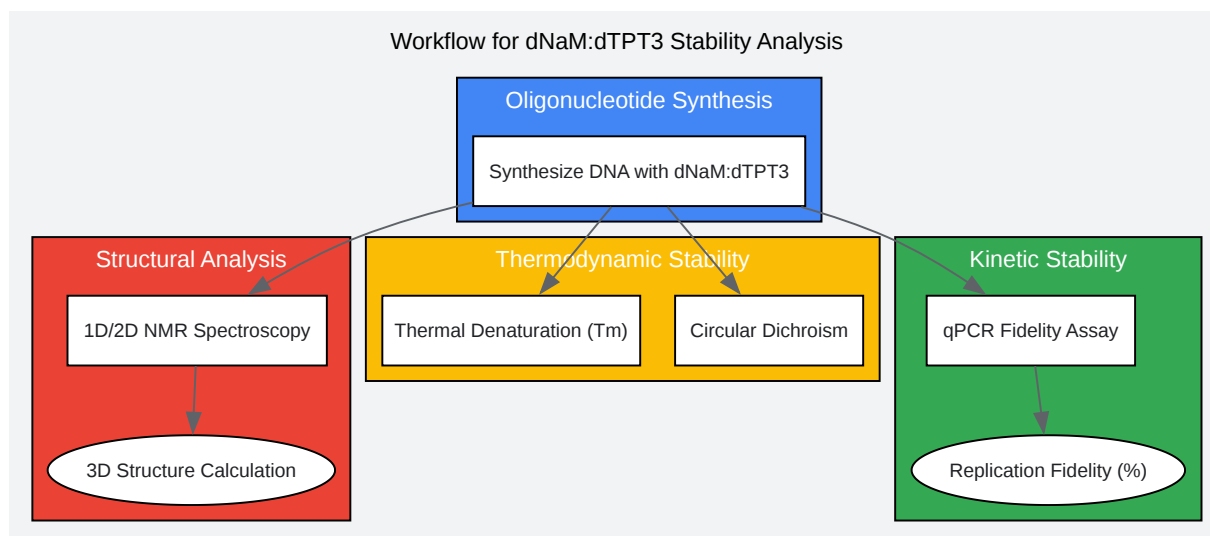 Workflow for dNaM:dTPT3 Stability Analysis
Oligonucleotide Synthesis
Synthesize DNA with dNaM:dTPT3
Structural Analysis
1D/2D NMR Spectroscopy
3D Structure Calculation
Thermodynamic Stability
Thermal Denaturation (Tm)
Circular Dichroism
Kinetic Stability
qPCR Fidelity Assay
Replication Fidelity (%)